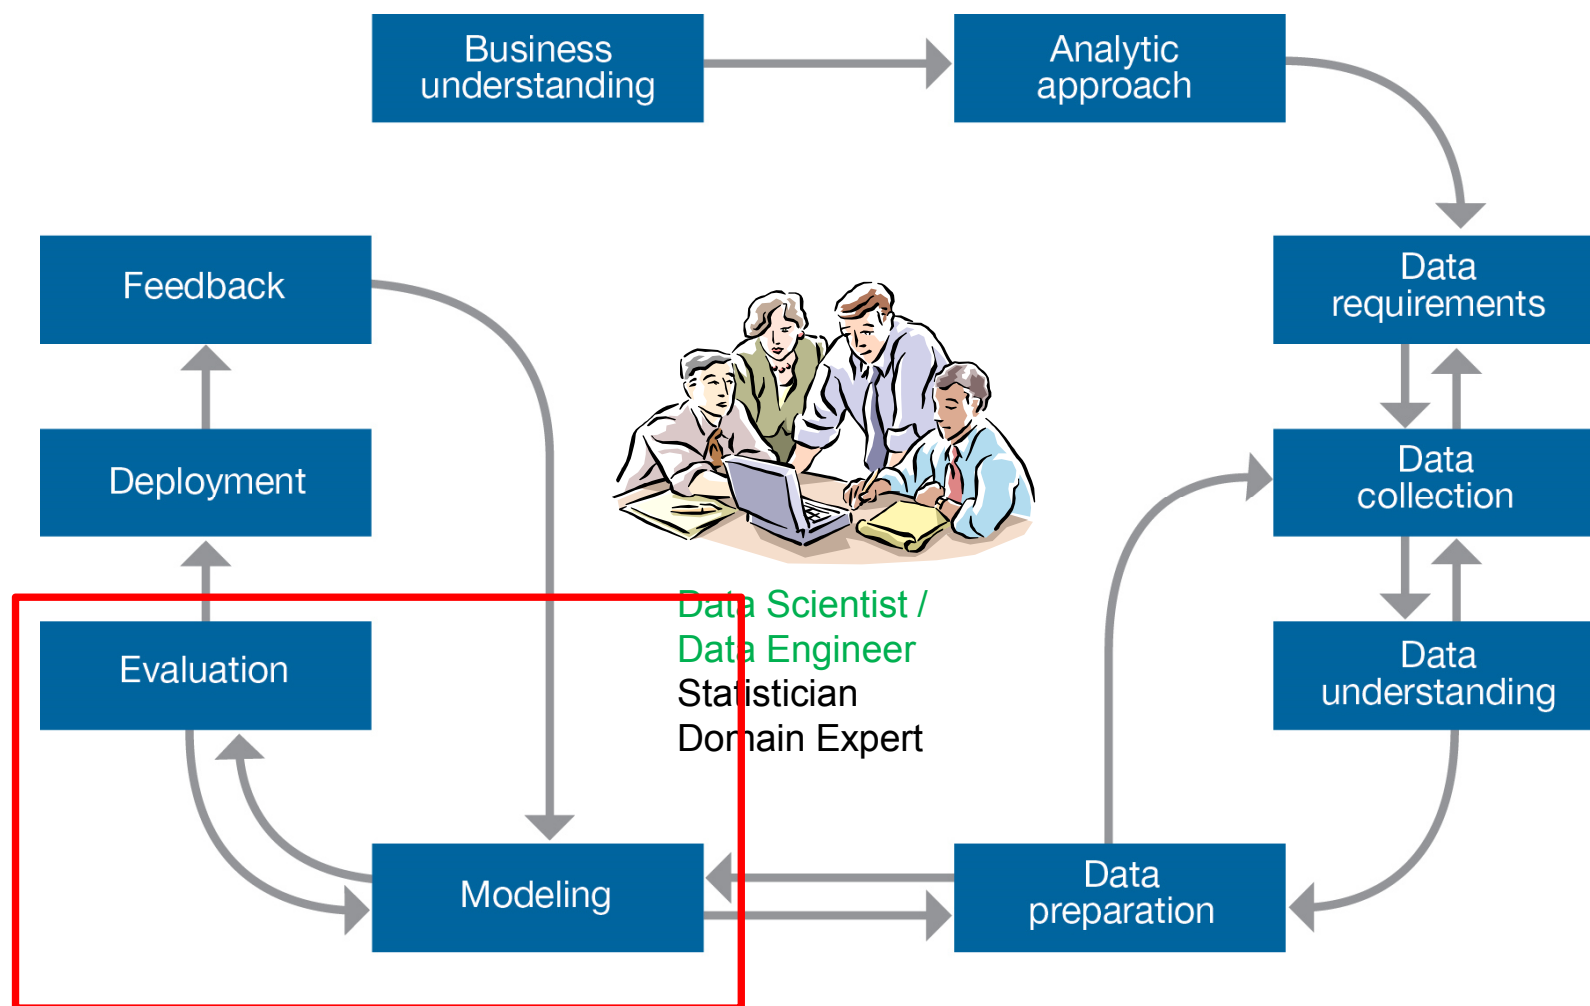 Business
understanding
Analytic
approach
Feedback
Data
requirements
Deployment
Data
collection
Data Scientist /
Data Engineer
Statistician
Domain Expert
Evaluation
Data
understanding
Modeling
Data
preparation